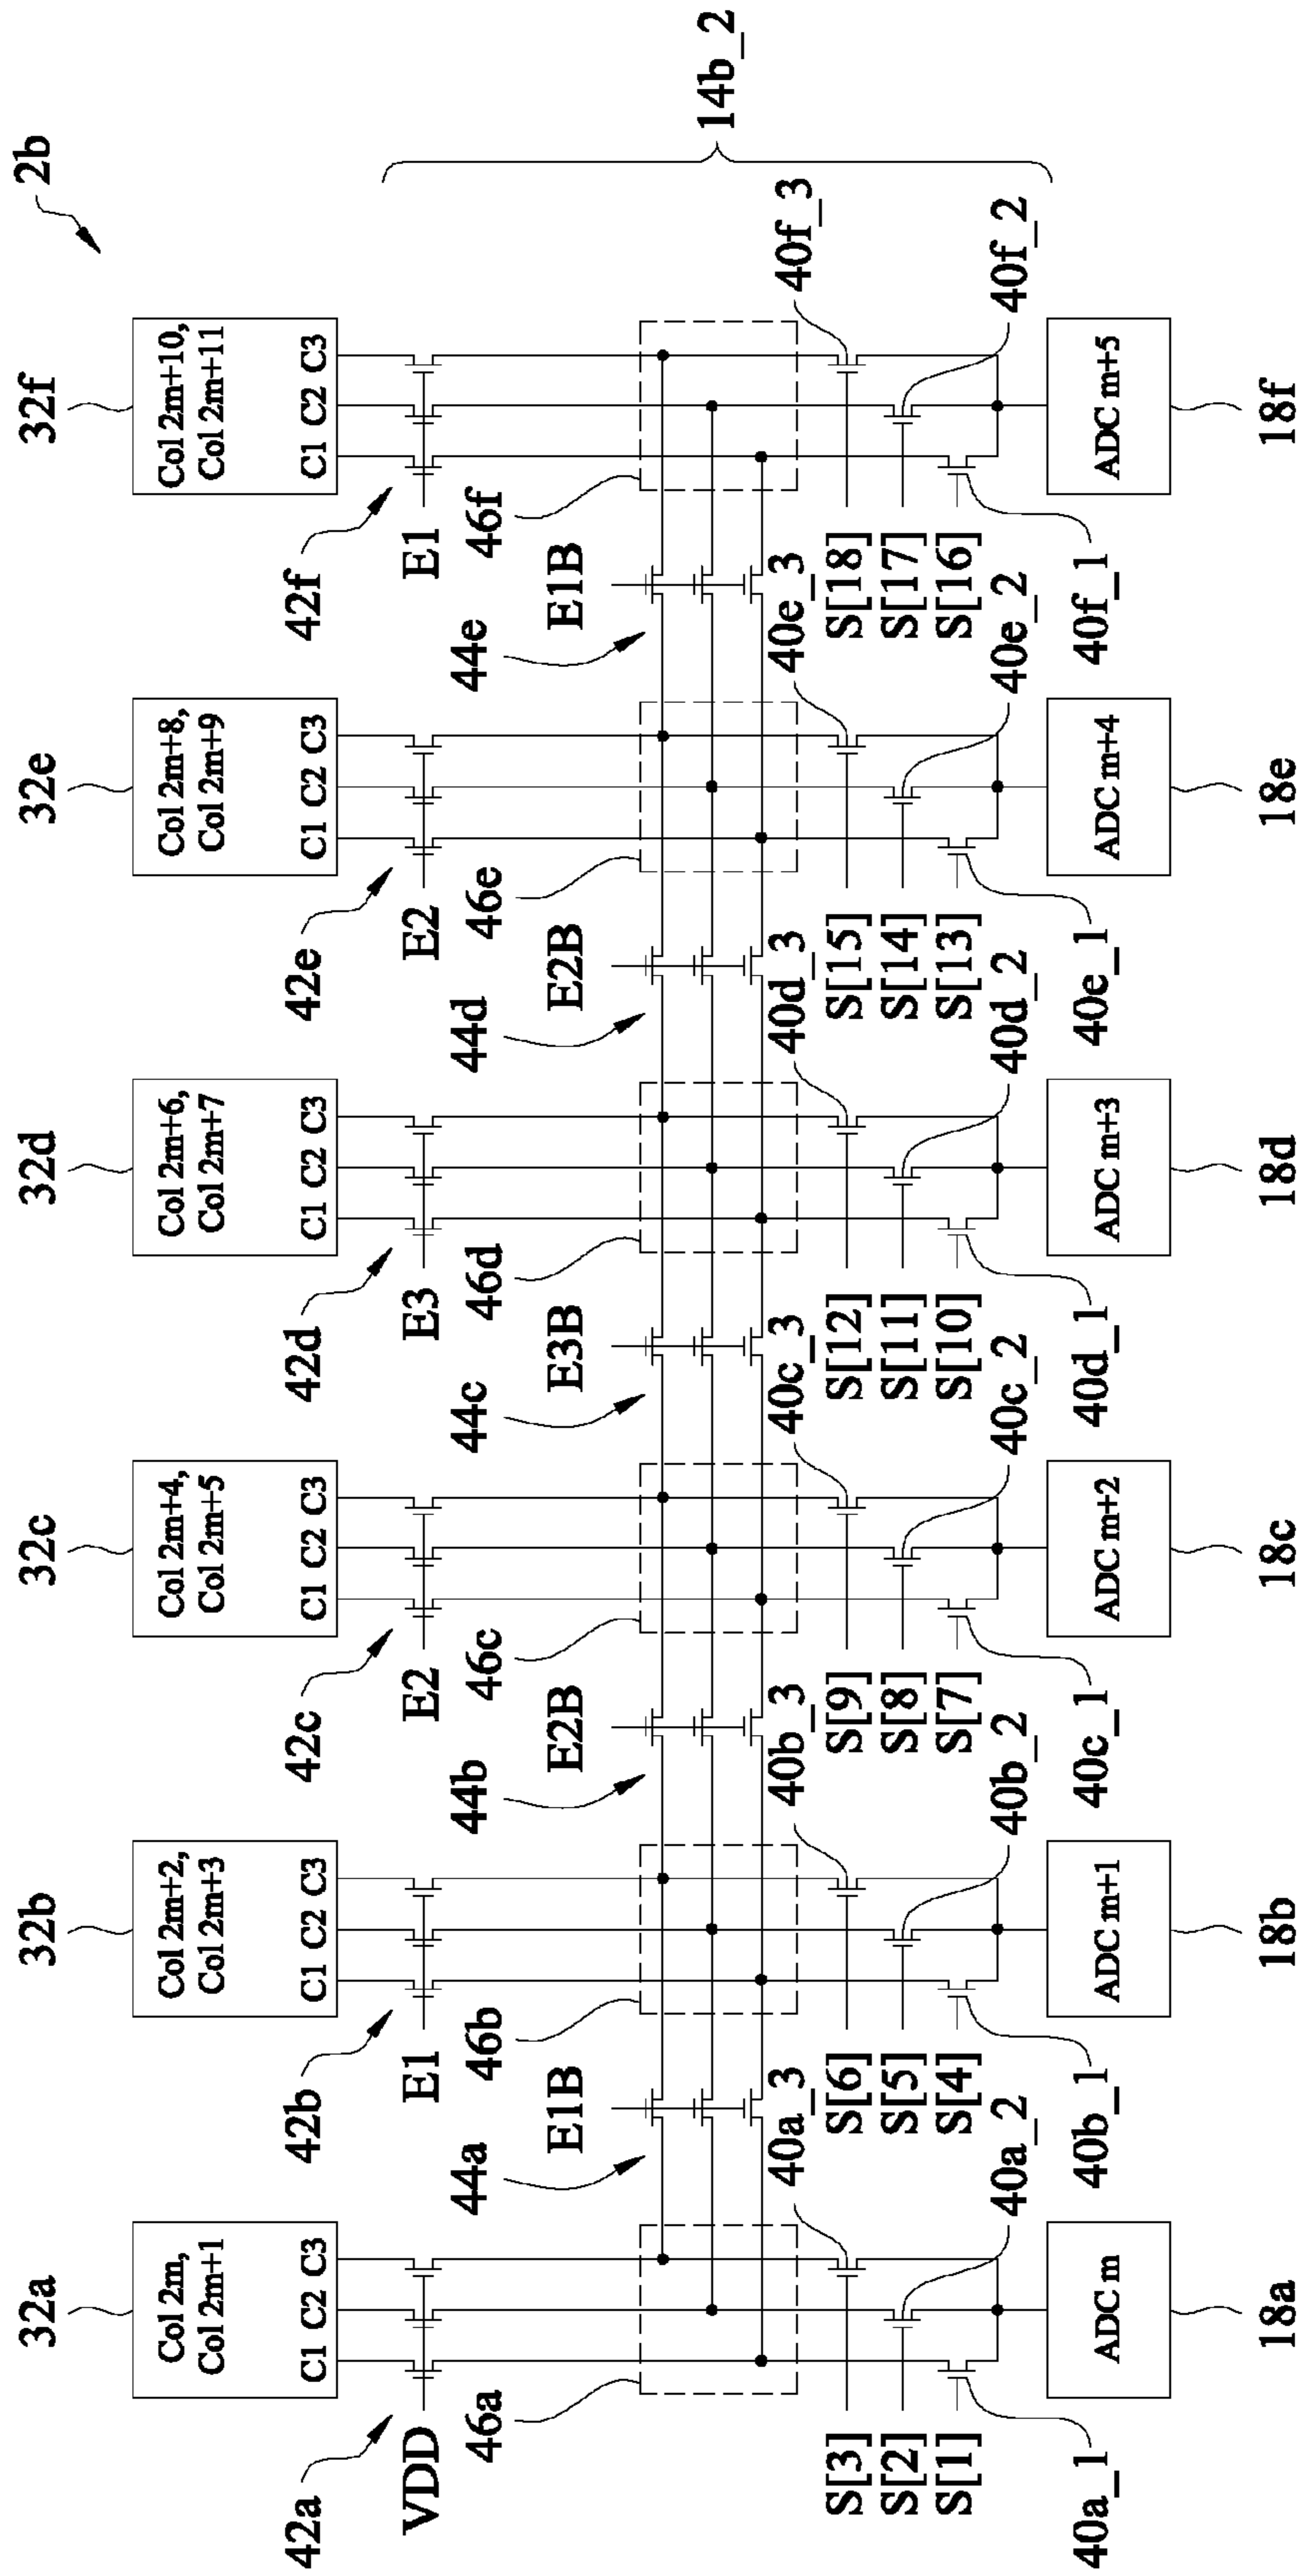 2b
32a
32b
32c
32d
32e
32f
Col 2m,
Col 2m+1
C1 C2 C3
Col 2m+2,
Col 2m+3
C1 C2 C3
Col 2m+4,
Col 2m+5
C1 C2 C3
Col 2m+6,
Col 2m+7
C1 C2 C3
Col 2m+8,
Col 2m+9
C1 C2 C3
Col 2m+10,
Col 2m+11
C1 C2 C3
42a
42b
42c
42d
42e
42f
VDD
E1
E2
E3
E2
E1
46a
44a
46b
44b
46c
44c
46d
44d
46e
44e
46f
E1B
E2B
E3B
E2B
E1B
14b_2
40a_3
40b_3
40c_3
40d_3
40e_3
40f_3
S[3]
S[6]
S[9]
S[12]
S[15]
S[18]
S[2]
S[5]
S[8]
S[11]
S[14]
S[17]
S[1]
S[4]
S[7]
S[10]
S[13]
S[16]
40a_2
40b_2
40c_2
40d_2
40e_2
40f_2
40a_1
40b_1
40c_1
40d_1
40e_1
40f_1
ADC m
ADC m+1
ADC m+2
ADC m+3
ADC m+4
ADC m+5
18a
18b
18c
18d
18e
18f